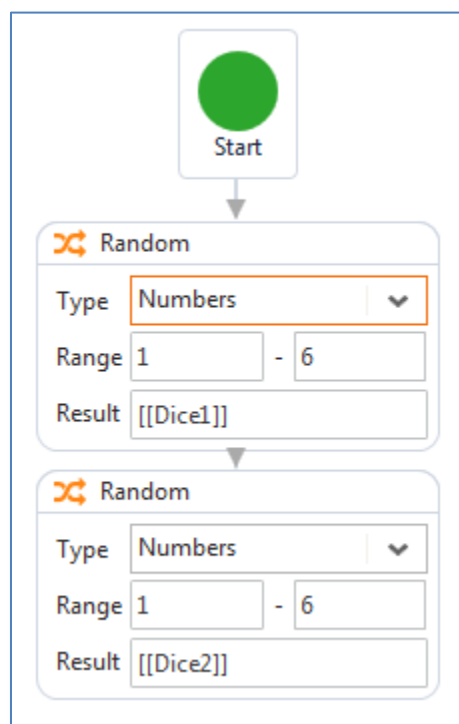 Start
Random
Type Numbers
Range 1 - 6
Result [[Dice1]]
Random
Type Numbers
Range 1 - 6
Result [[Dice2]]